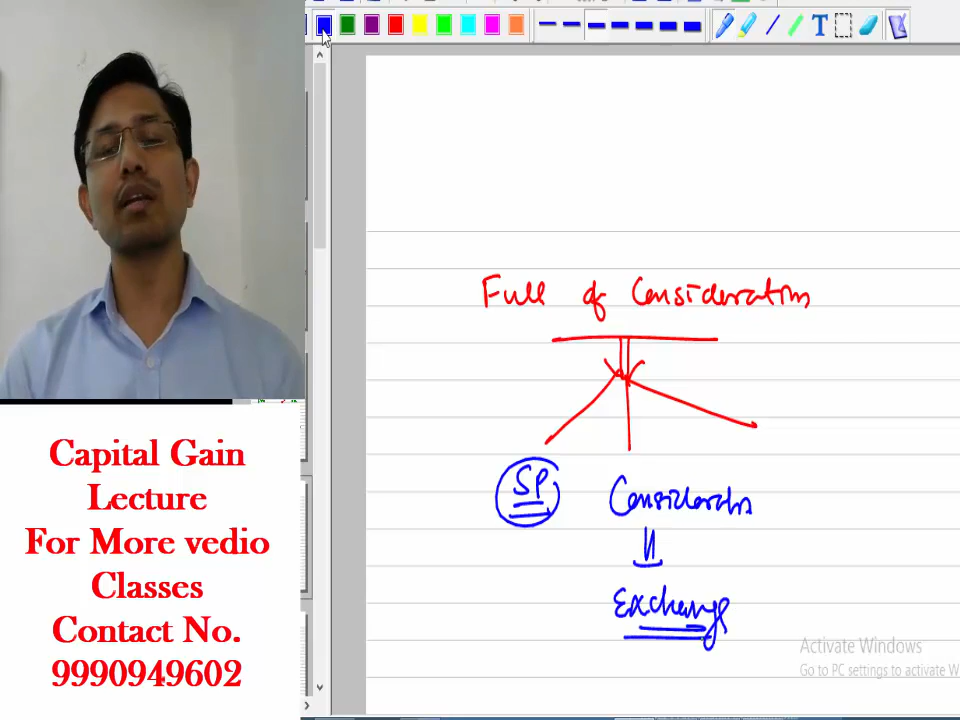 Full of Consideration
SP
Consideratn
Exchange
Activate Windows
Go to PC settings to activate W
Capital Gain
Lecture
For More vedio
Classes
Contact No.
9990949602
T